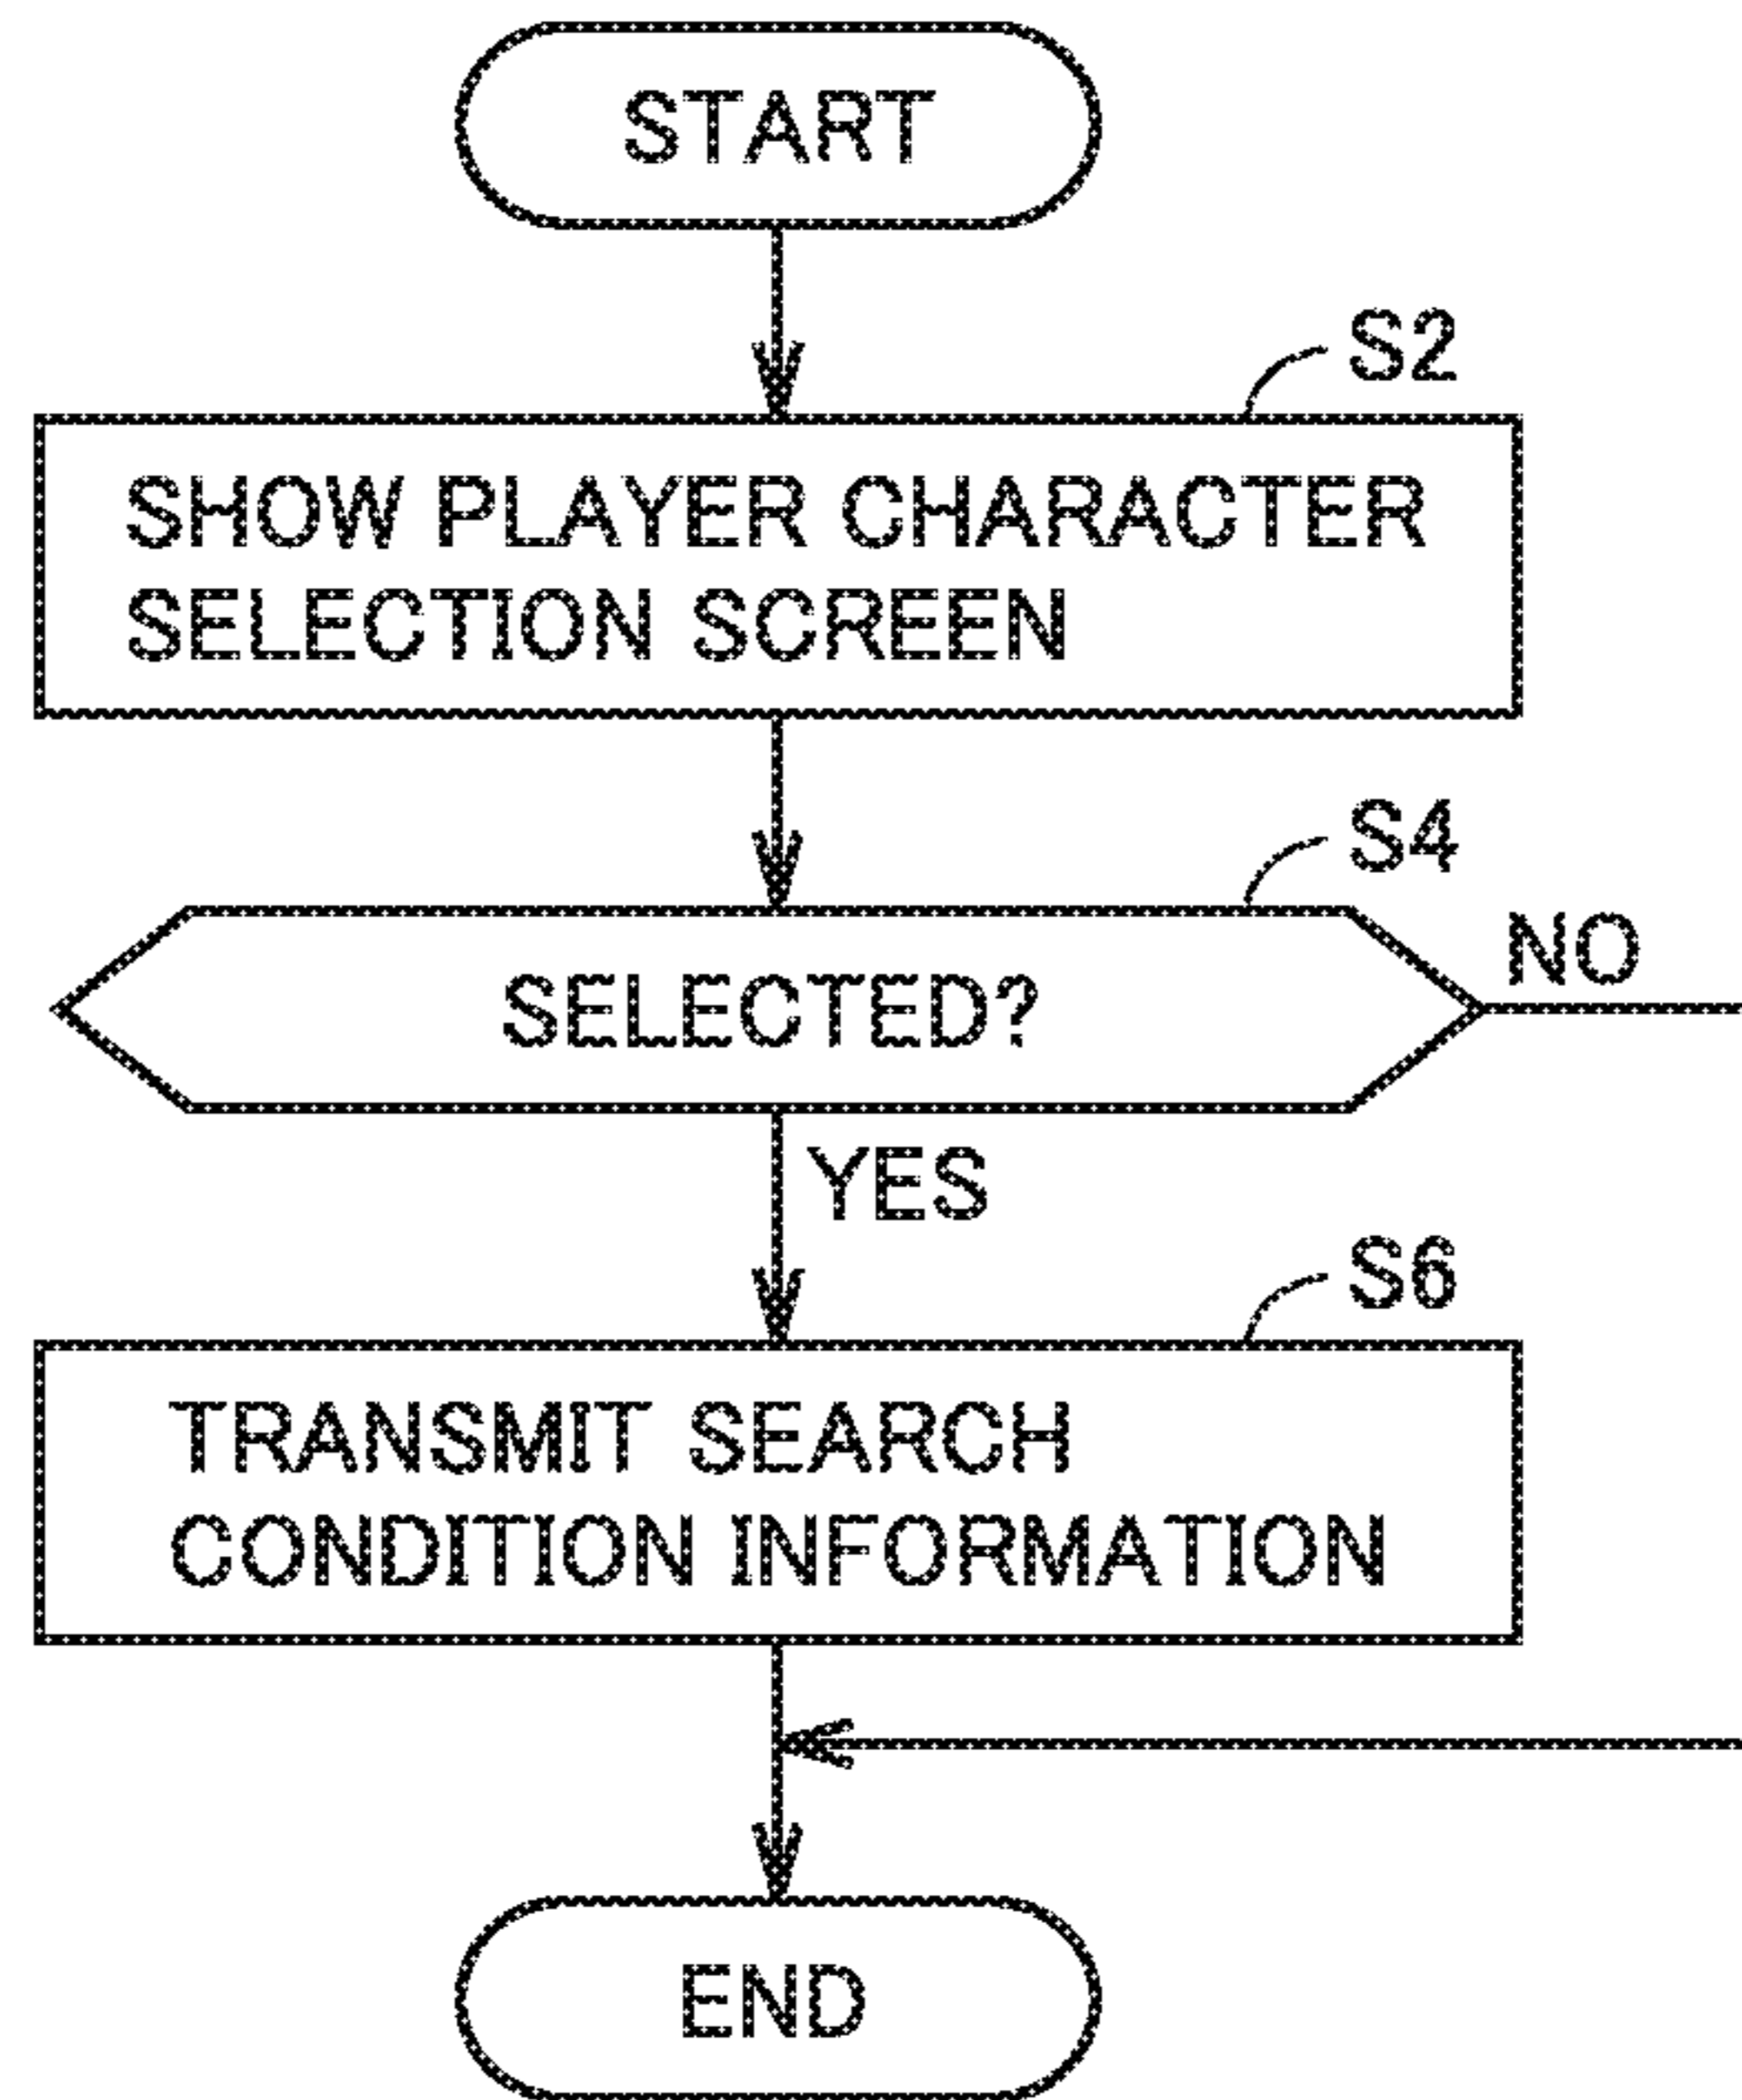 START
S2
SHOW PLAYER CHARACTER
SELECTION SCREEN
S4
SELECTED?
NO
YES
S6
TRANSMIT SEARCH
CONDITION INFORMATION
END